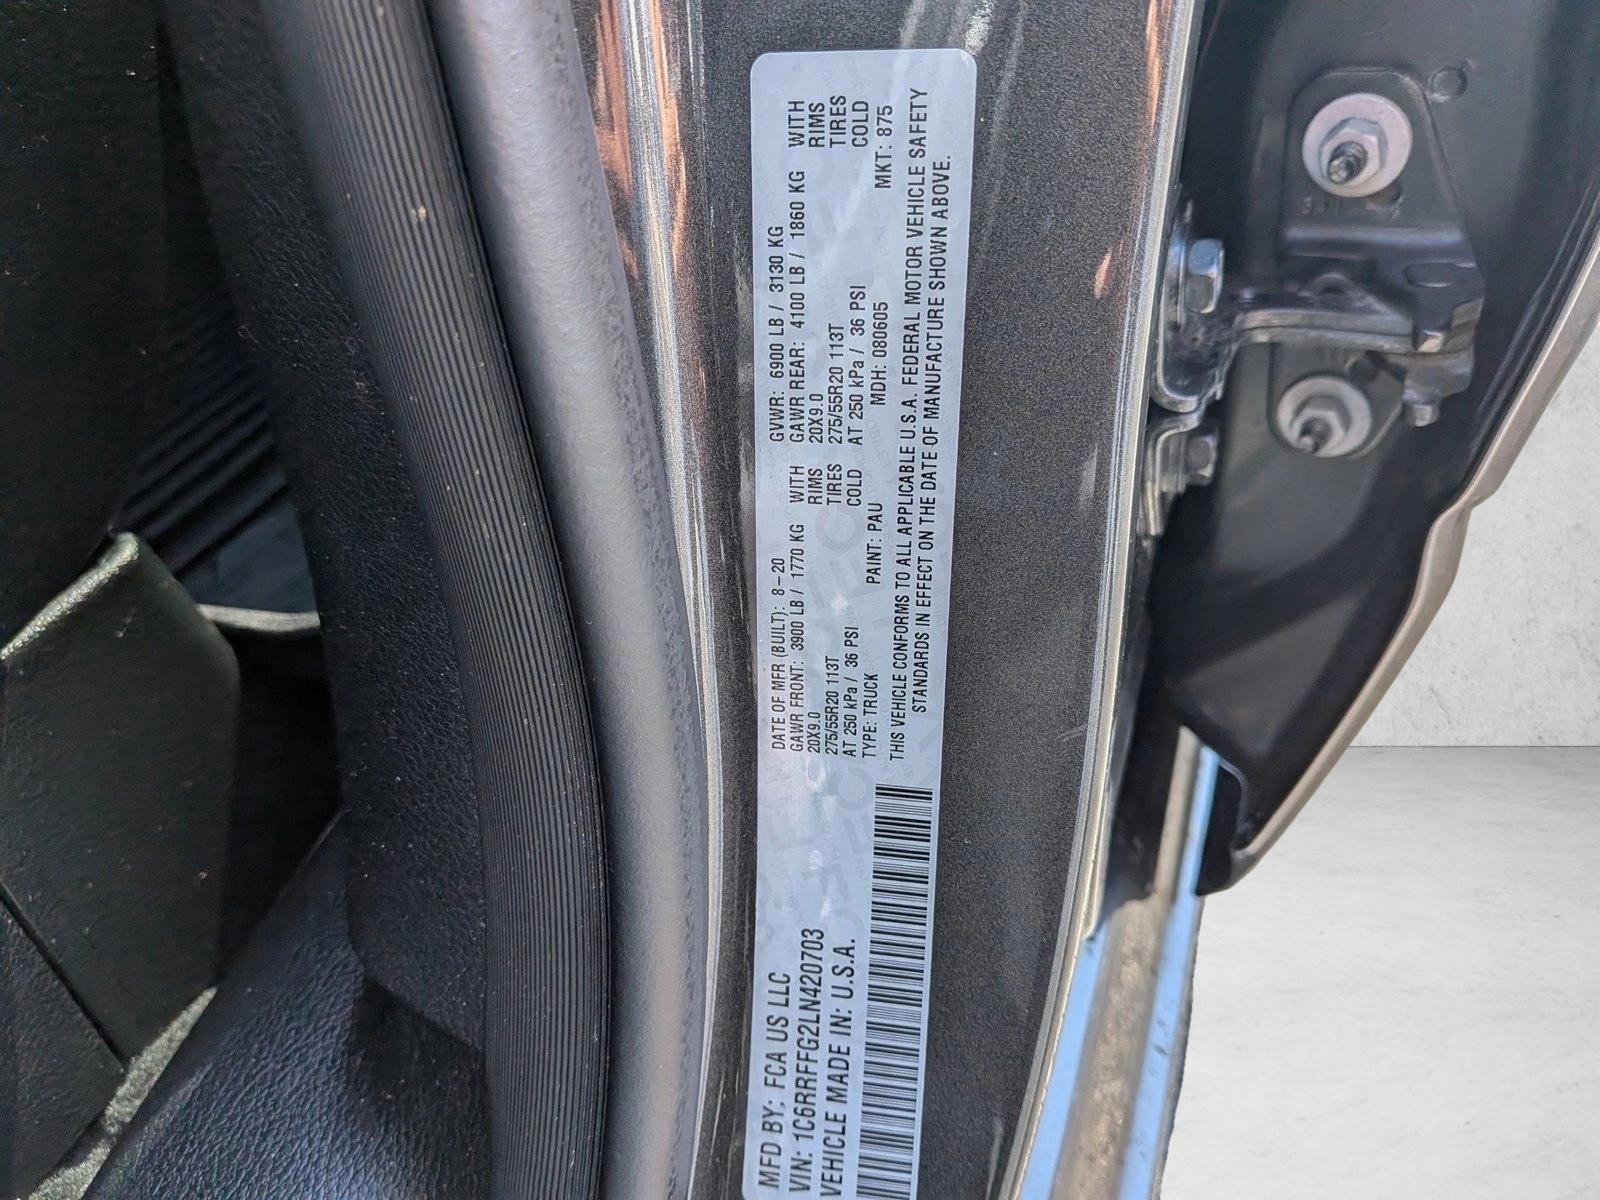 MFD BY: FCA US LLC
DATE OF MFR (BUILT): 8-20
GVWR: 6900 LB / 3130 KG
GAWR FRONT: 3900 LB / 1770 KG WITH
GAWR REAR: 4100 LB / 1860 KG WITH
20X9.0 RIMS
20X9.0 RIMS
275/55R20 113T TIRES
275/55R20 113T TIRES
AT 250 kPa / 36 PSI COLD
AT 250 kPa / 36 PSI COLD
VIN: 1C6RRFFG2LN420703
TYPE: TRUCK PAINT: PAU MDH: 080605 MKT: 875
VEHICLE MADE IN: U.S.A.
THIS VEHICLE CONFORMS TO ALL APPLICABLE U.S.A. FEDERAL MOTOR VEHICLE SAFETY
STANDARDS IN EFFECT ON THE DATE OF MANUFACTURE SHOWN ABOVE.